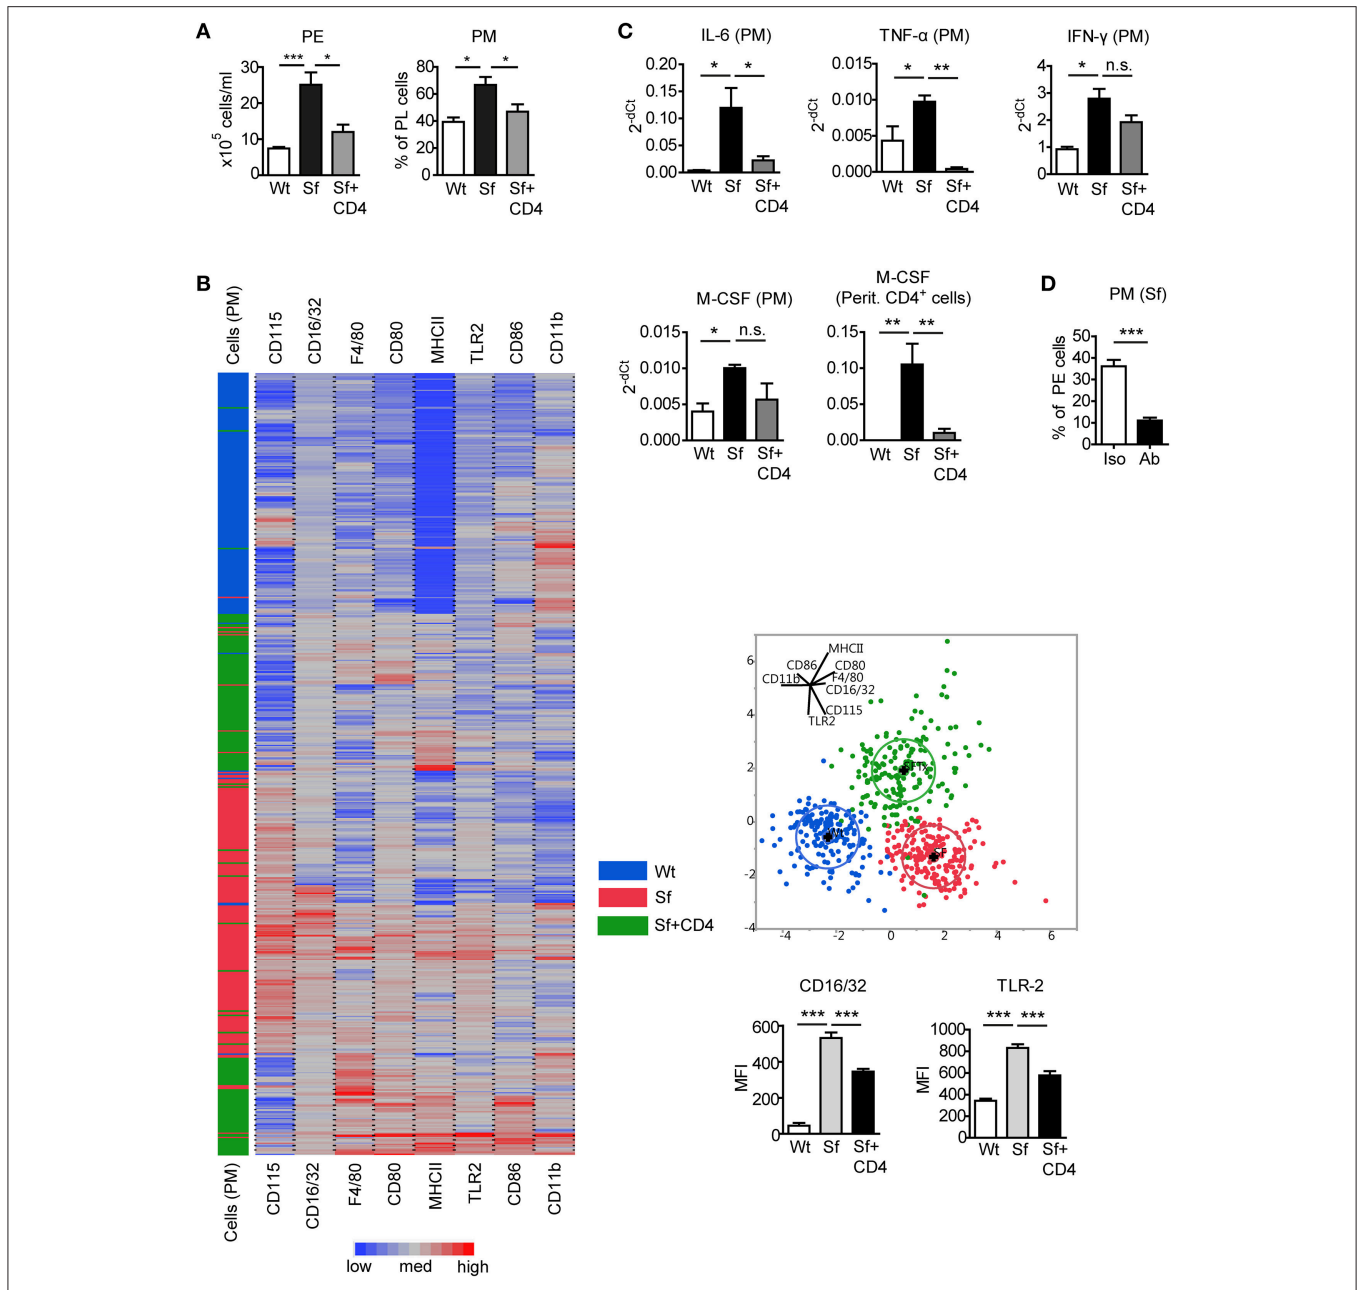 A
PE
***
*
30
20
10
0
x10⁵ cells/ml
Wt
Sf
Sf+
CD4
PM
*
*
80
60
40
20
0
% of PL cells
Wt
Sf
Sf+
CD4
C
IL-6 (PM)
*
*
0.20
0.15
0.10
0.05
0.00
2⁻ᵈᶜᵗ
Wt
Sf
Sf+
CD4
TNF-α (PM)
*
**
0.015
0.010
0.005
0.000
2⁻ᵈᶜᵗ
Wt
Sf
Sf+
CD4
IFN-γ (PM)
*
n.s.
4
3
2
1
0
2⁻ᵈᶜᵗ
Wt
Sf
Sf+
CD4
M-CSF (PM)
*
n.s.
0.015
0.010
0.005
0.000
2⁻ᵈᶜᵗ
Wt
Sf
Sf+
CD4
M-CSF
(Perit. CD4⁺ cells)
**
**
0.15
0.10
0.05
0.00
Wt
Sf
Sf+
CD4
D
PM (Sf)
***
50
40
30
20
10
0
% of PE cells
Iso
Ab
B
Cells (PM)
CD115
CD16/32
F4/80
CD80
MHCII
TLR2
CD86
CD11b
Cells (PM)
CD115
CD16/32
F4/80
CD80
MHCII
TLR2
CD86
CD11b
low
med
high
Wt
Sf
Sf+CD4
6
4
2
0
-2
-4
-4
-2
0
2
4
6
MHCII
CD86
CD80
CD11b
F4/80
CD16/32
CD115
TLR2
SFTx
Wt
SF
CD16/32
***
***
600
400
200
0
MFI
Wt
Sf
Sf+
CD4
TLR-2
***
***
1000
800
600
400
200
0
MFI
Wt
Sf
Sf+
CD4